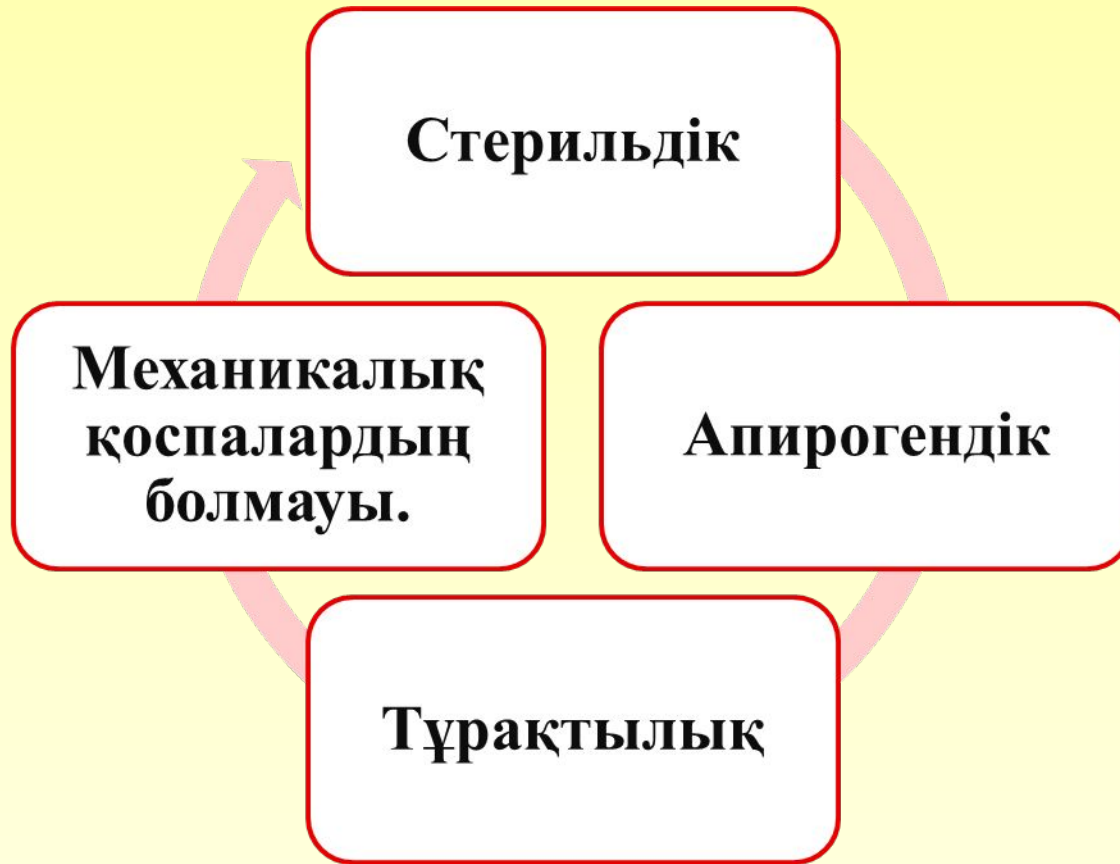 Стерильдік
Апирогендік
Тұрақтылық
Механикалық
қоспалардың
болмауы.